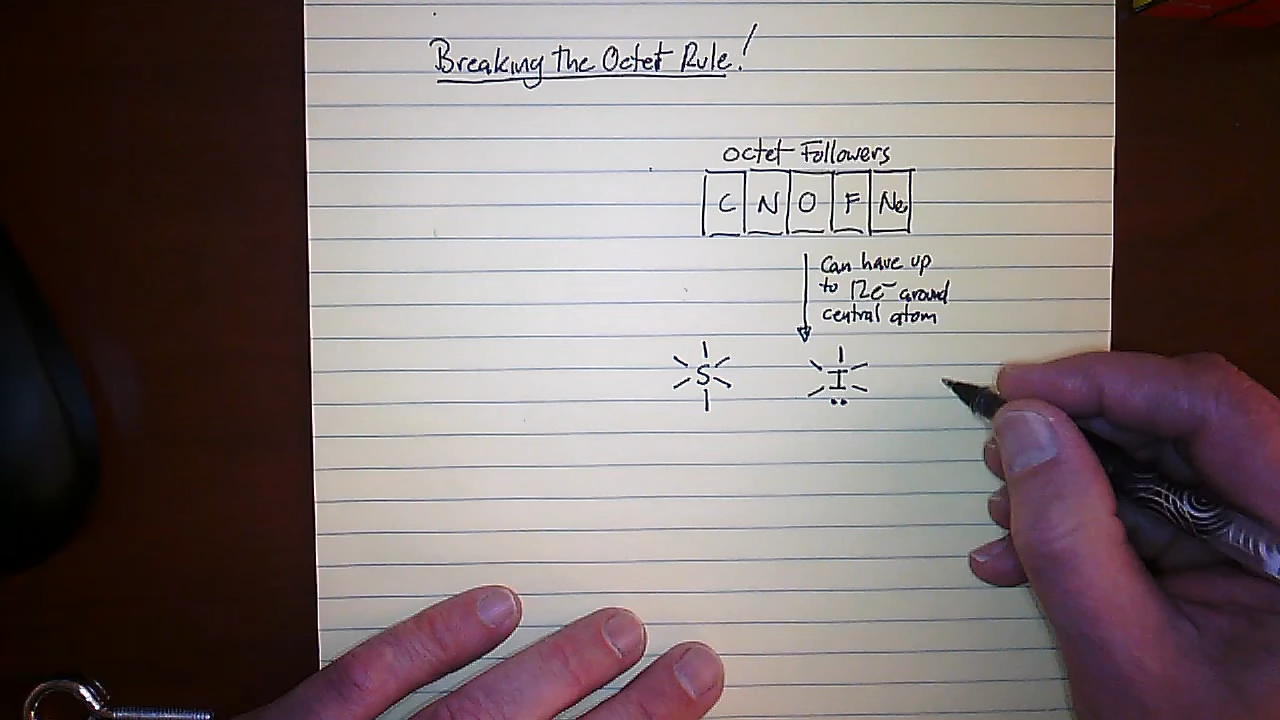 Breaking the Octet Rule!
Octet Followers
C N O F Ne
Can have up
to 12e⁻ around
central atom
S I